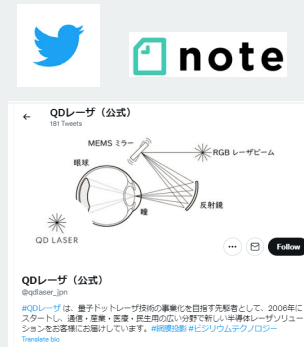 note
QDレーザ（公式）
181 Tweets
MEMS ミラー
RGB レーザビーム
眼球
反射鏡
瞳
QD LASER
Follow
QDレーザ（公式）
@qdlaser_jpn
#QDレーザ は、量子ドットレーザ技術の事業化を目指す先駆者として、2006年に
スタートし、通信・産業・医療・民生用の広い分野で新しい半導体レーザソリュー
ションをお客様にお届けしています。#網膜投影 #ビジリウムテクノロジー
Translate bio